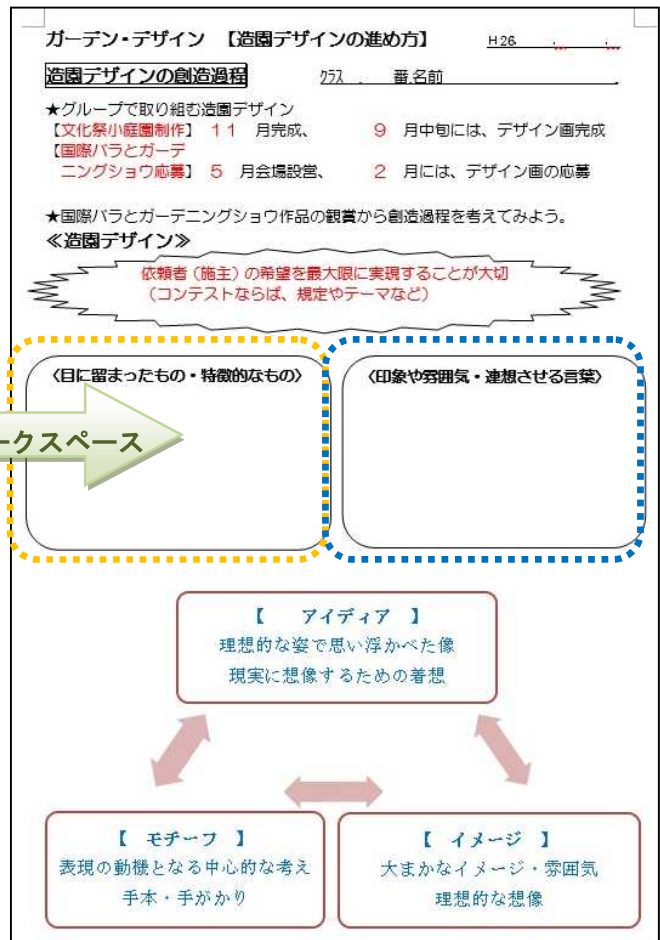 ガーデン・デザイン 【造園デザインの進め方】 H26 . .
造園デザインの創造過程 クラス . 番,名前 .
★グループで取り組む造園デザイン
【文化祭小庭園制作】 11 月完成、 9 月中旬には、デザイン画完成
【国際バラとガーデ
ニングショウ応募】 5 月会場設営、 2 月には、デザイン画の応募
★国際バラとガーデニングショウ作品の観賞から創造過程を考えてみよう。
≪造園デザイン≫
依頼者(施主)の希望を最大限に実現することが大切
(コンテストならば、規定やテーマなど)
〈目に留まったもの・特徴的なもの〉
〈印象や雰囲気・連想させる言葉〉
ークスペース
【 アイディア 】
理想的な姿で思い浮かべた像
現実に想像するための着想
【 モチーフ 】
表現の動機となる中心的な考え
手本・手がかり
【 イメージ 】
大まかなイメージ・雰囲気
理想的な想像